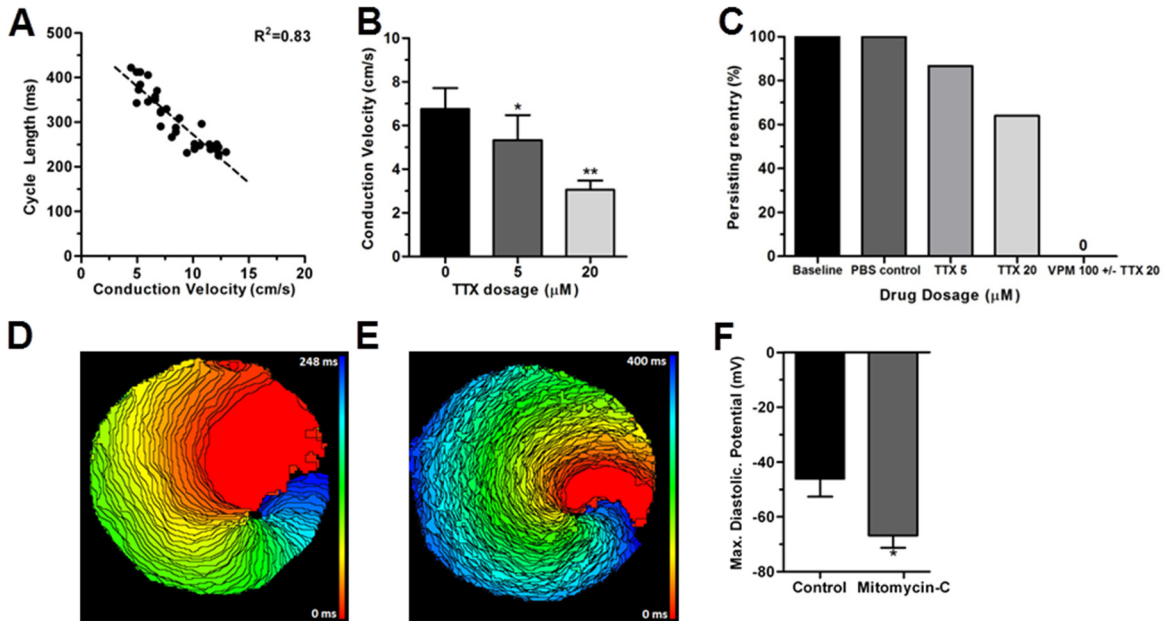 A
R²=0.83
Cycle Length (ms)
500
400
300
200
100
0
0
5
10
15
20
Conduction Velocity (cm/s)
B
Conduction Velocity (cm/s)
10
8
6
4
2
0
*
**
0
5
20
TTX dosage (μM)
C
Persisting reentry (%)
100
80
60
40
20
0
0
Baseline
PBS control
TTX 5
TTX 20
VPM 100 +/- TTX 20
Drug Dosage (μM)
D
248 ms
0 ms
E
400 ms
0 ms
F
Max. Diastolic. Potential (mV)
0
-20
-40
-60
-80
*
Control
Mitomycin-C